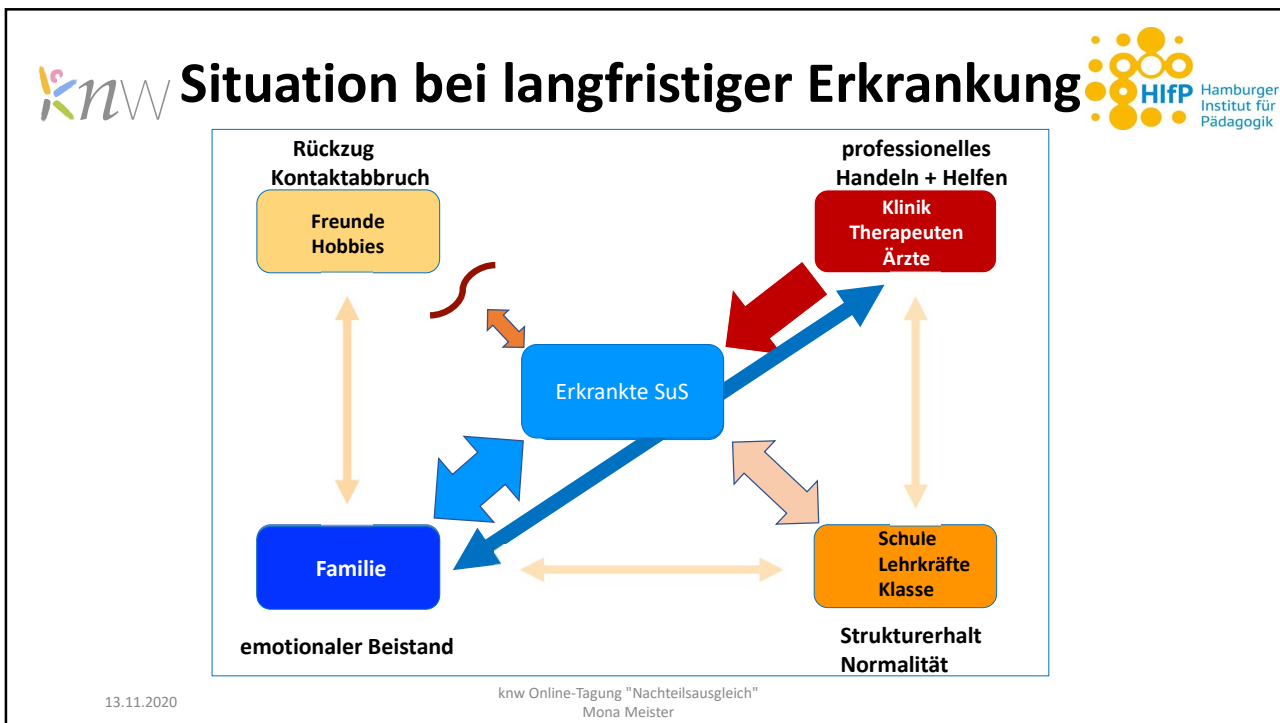 knw
Situation bei langfristiger Erkrankung
HIfP
Hamburger
Institut für
Pädagogik
Rückzug
Kontaktabbruch
professionelles
Handeln + Helfen
Freunde
Hobbies
Klinik
Therapeuten
Ärzte
Erkrankte SuS
Familie
Schule
Lehrkräfte
Klasse
emotionaler Beistand
Strukturerhalt
Normalität
13.11.2020
knw Online-Tagung "Nachteilsausgleich"
Mona Meister